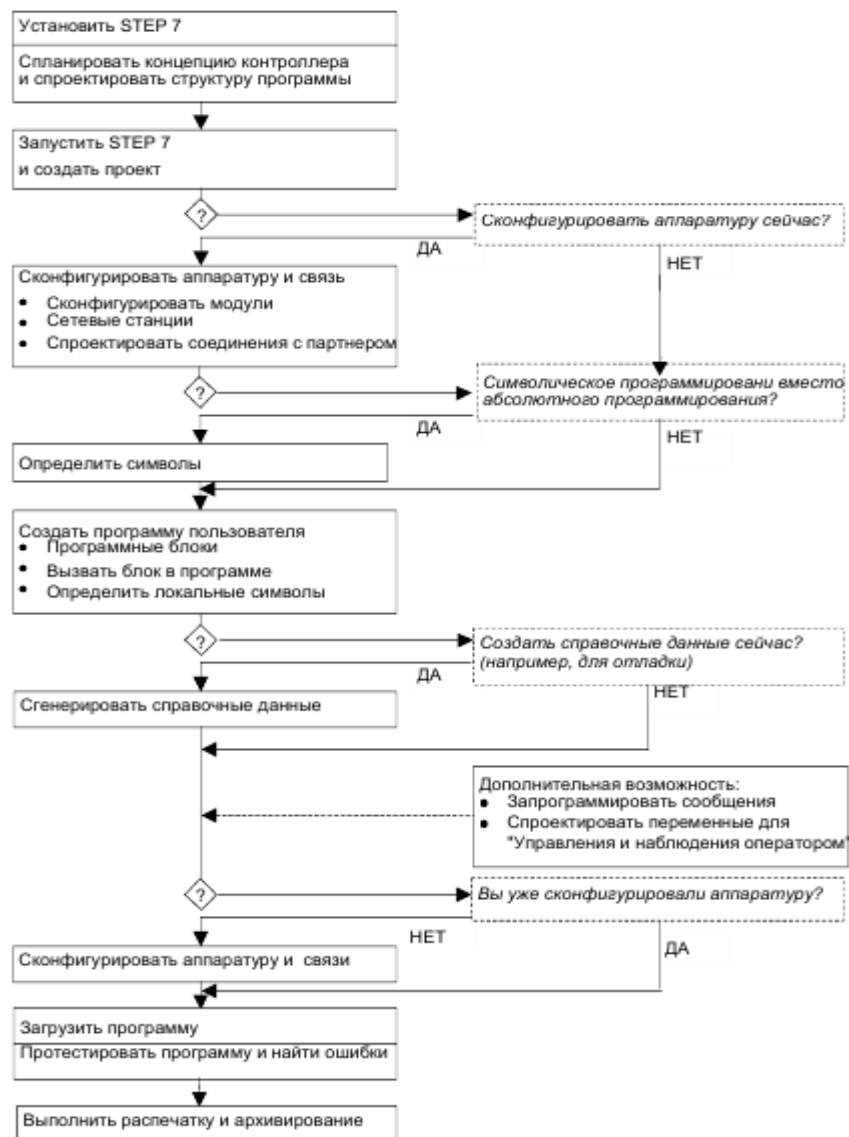 Установить STEP 7
Спланировать концепцию контроллера
и спроектировать структуру программы
Запустить STEP 7
и создать проект
?
Сконфигурировать аппаратуру сейчас?
ДА
НЕТ
Сконфигурировать аппаратуру и связь
• Сконфигурировать модули
• Сетевые станции
• Спроектировать соединения с партнером
?
Символическое программировани вместо
абсолютного программирования?
ДА
НЕТ
Определить символы
Создать программу пользователя
• Программные блоки
• Вызвать блок в программе
• Определить локальные символы
?
Создать справочные данные сейчас?
(например, для отладки)
ДА
НЕТ
Сгенерировать справочные данные
Дополнительная возможность:
• Запрограммировать сообщения
• Спроектировать переменные для
"Управления и наблюдения оператором"
?
Вы уже сконфигурировали аппаратуру?
НЕТ
ДА
Сконфигурировать аппаратуру и связи
Загрузить программу
Протестировать программу и найти ошибки
Выполнить распечатку и архивирование